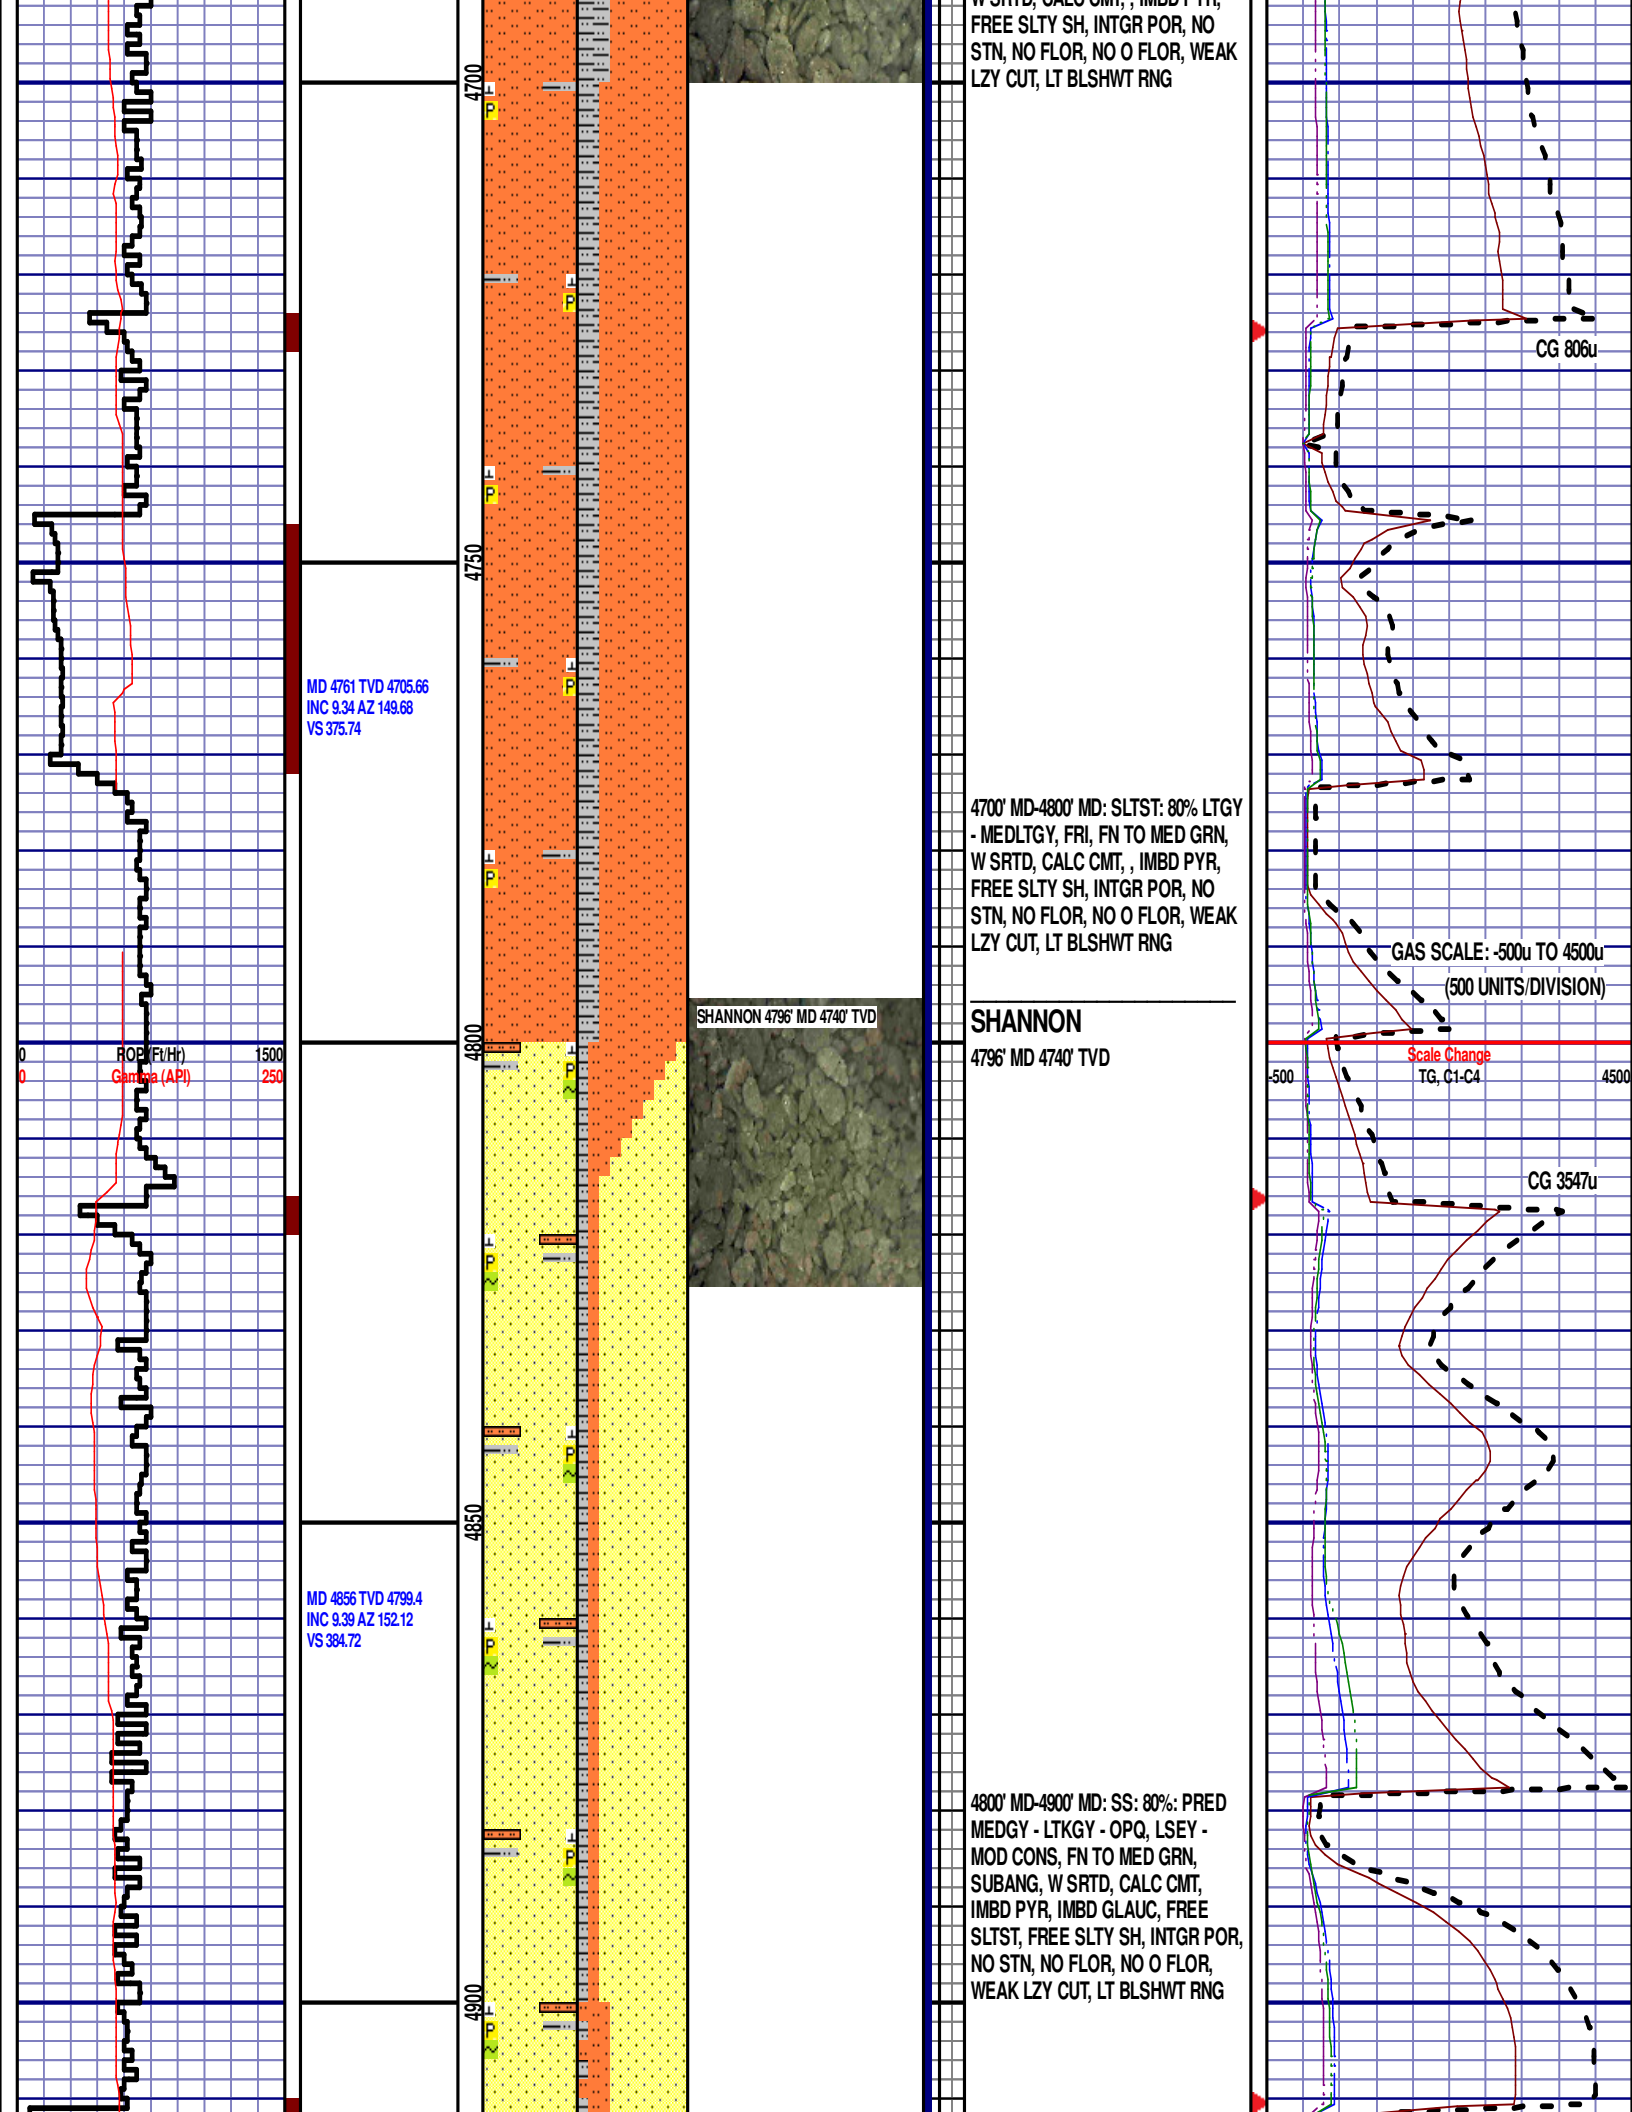 FREE SLTY SH, INTGR POR, NO
STN, NO FLOR, NO O FLOR, WEAK
LZY CUT, LT BLSHWT RNG
4700
P
P
CG 806u
P
4750
P
MD 4761 TVD 4705.66
INC 9.34 AZ 149.68
VS 375.74
P
4700' MD-4800' MD: SLTST: 80% LTGY
- MEDLTGY, FRI, FN TO MED GRN,
W SRTD, CALC CMT, , IMBD PYR,
FREE SLTY SH, INTGR POR, NO
STN, NO FLOR, NO O FLOR, WEAK
LZY CUT, LT BLSHWT RNG
GAS SCALE: -500u TO 4500u
(500 UNITS/DIVISION)
SHANNON 4796' MD 4740' TVD
SHANNON
4796' MD 4740' TVD
4800
0 ROP (Ft/Hr) 1500
0 Gamma (API) 250
Scale Change
-500 TG, C1-C4 4500
P
CG 3547u
P
P
4850
MD 4856 TVD 4799.4
INC 9.39 AZ 152.12
VS 384.72
P
4800' MD-4900' MD: SS: 80%: PRED
MEDGY - LTKGY - OPQ, LSEY -
MOD CONS, FN TO MED GRN,
SUBANG, W SRTD, CALC CMT,
IMBD PYR, IMBD GLAUC, FREE
SLTST, FREE SLTY SH, INTGR POR,
NO STN, NO FLOR, NO O FLOR,
WEAK LZY CUT, LT BLSHWT RNG
P
4900
P